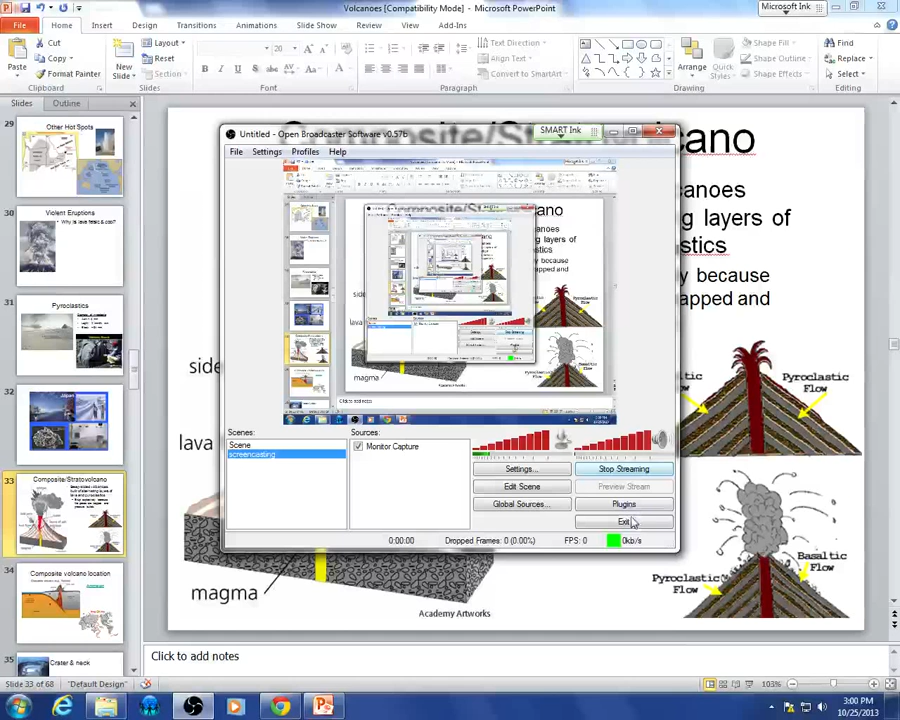 Volcanoes [Compatibility Mode] - Microsoft PowerPoint
Microsoft Ink
File Home Insert Design Transitions Animations Slide Show Review View Add-Ins
Paste
Cut
Copy
Format Painter
New Slide
Layout
Reset
Section
20
Text Direction
Align Text
Convert to SmartArt
Arrange
Quick Styles
Shape Fill
Shape Outline
Shape Effects
Find
Replace
Select
Clipboard Slides Font Paragraph Drawing Editing
Slides Outline
29
Other Hot Spots
30
Violent Eruptions
31
Pyroclastics
32
Japan
33
Composite/Stratovolcano
34
Composite volcano location
35
Crater & neck
Composite/Stratovolcano
canoes
g layers of
stics
y because
pped and
side
lava
magma
Pyroclastic Flow
Pyroclastic Flow
Basaltic Flow
Academy Artworks
Untitled - Open Broadcaster Software v0.57b
SMART Ink
File Settings Profiles Help
Scenes:
Scene
screencasting
Sources:
Monitor Capture
Settings...
Stop Streaming
Edit Scene
Preview Stream
Global Sources...
Plugins
Exit
0:00:00 Dropped Frames: 0 (0.00%) FPS: 0 0kb/s
Click to add notes
Slide 33 of 68 "Default Design" 103%
3:00 PM
10/25/2013